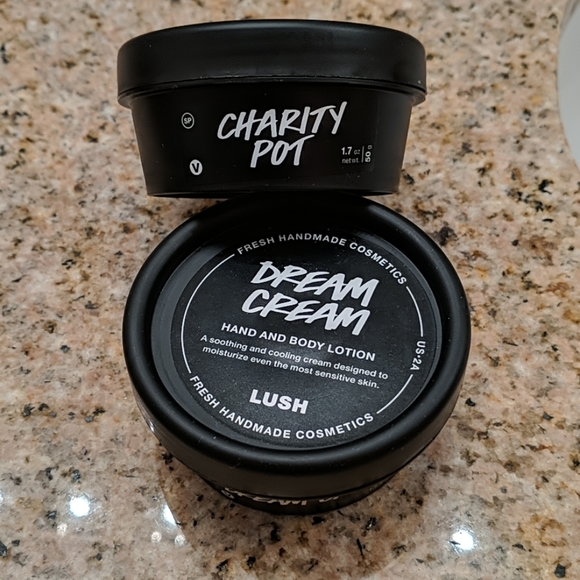 SP
CHARITY
POT
V
1.7 oz
net wt
50 g
FRESH HANDMADE COSMETICS
DREAM
CREAM
HAND AND BODY LOTION
A soothing and cooling cream designed to
moisturize even the most sensitive skin.
LUSH
US-2A
FRESH HANDMADE COSMETICS